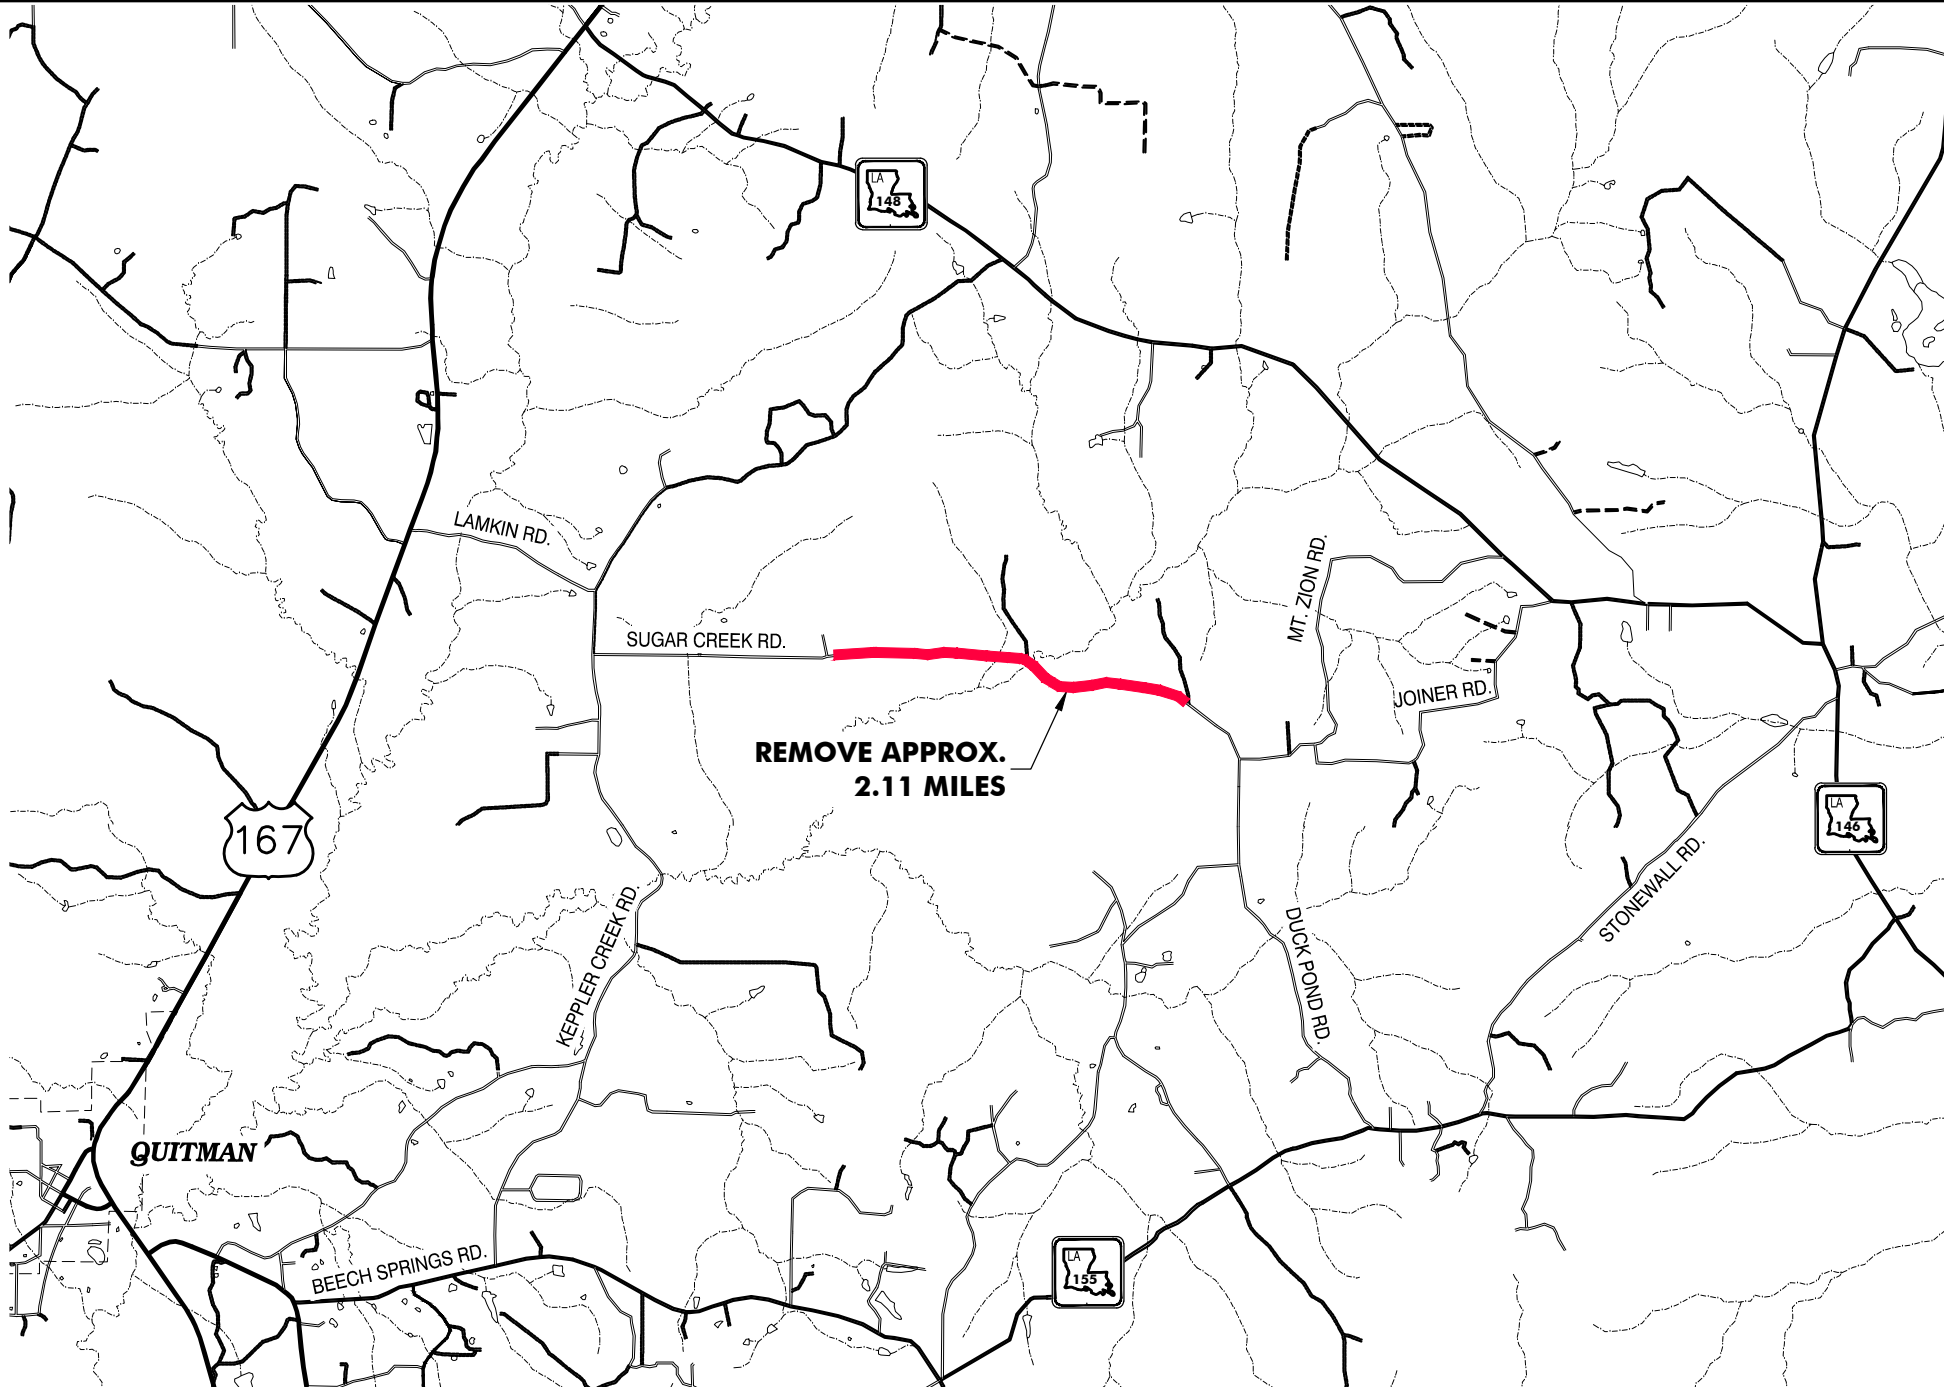 LA
148
LAMKIN RD.
MT. ZION RD.
SUGAR CREEK RD.
JOINER RD.
REMOVE APPROX.
2.11 MILES
167
LA
146
STONEWALL RD.
KEPPLER CREEK RD.
DUCK POND RD.
QUITMAN
BEECH SPRINGS RD.
LA
155